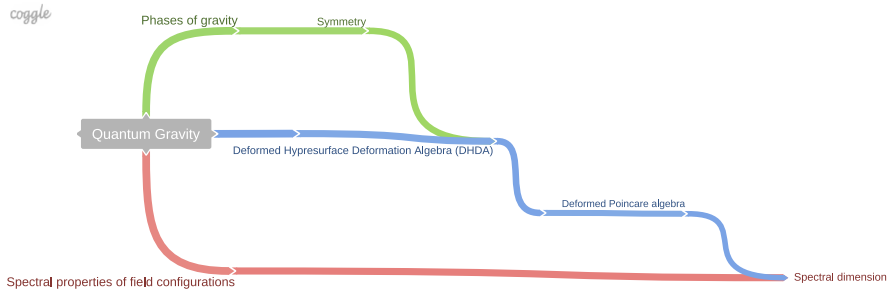 coggle
Phases of gravity
Symmetry
Quantum Gravity
Deformed Hypresurface Deformation Algebra (DHDA)
Deformed Poincare algebra
Spectral properties of field configurations
Spectral dimension